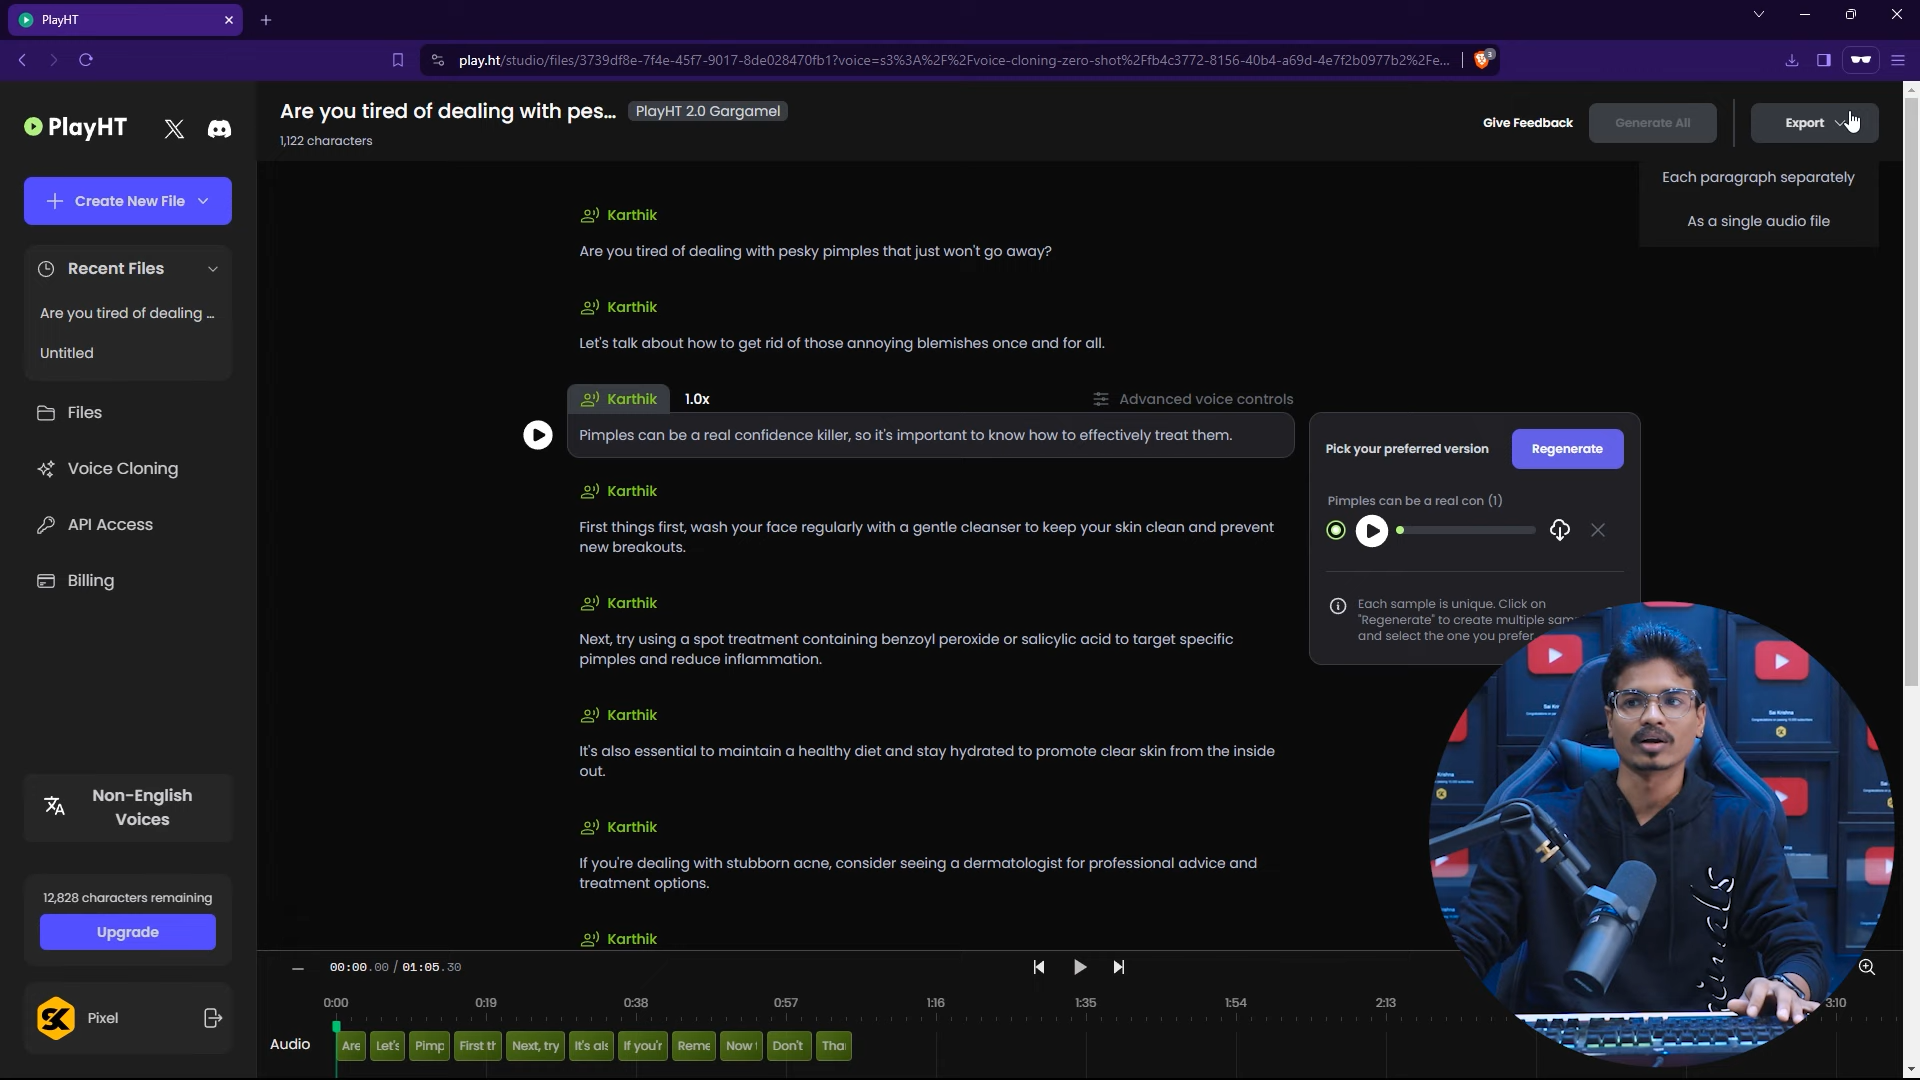 PlayHT
play.ht/studio/files/3739df8e-7f4e-45f7-9017-8de028470fb1?voice=s3%3A%2F%2Fvoice-cloning-zero-shot%2Ffb4c3772-8156-40b4-a69d-4e7f2b0977b2%2Fe...
3
PlayHT
Are you tired of dealing with pes...
PlayHT 2.0 Gargamel
1,122 characters
Give Feedback
Generate All
Export
Each paragraph separately
As a single audio file
Create New File
Recent Files
Are you tired of dealing ...
Untitled
Files
Voice Cloning
API Access
Billing
Non-English
Voices
12,828 characters remaining
Upgrade
Pixel
Karthik
Are you tired of dealing with pesky pimples that just won't go away?
Karthik
Let's talk about how to get rid of those annoying blemishes once and for all.
Karthik
1.0x
Advanced voice controls
Pimples can be a real confidence killer, so it's important to know how to effectively treat them.
Karthik
First things first, wash your face regularly with a gentle cleanser to keep your skin clean and prevent
new breakouts.
Karthik
Next, try using a spot treatment containing benzoyl peroxide or salicylic acid to target specific
pimples and reduce inflammation.
Karthik
It's also essential to maintain a healthy diet and stay hydrated to promote clear skin from the inside
out.
Karthik
If you're dealing with stubborn acne, consider seeing a dermatologist for professional advice and
treatment options.
Karthik
Pick your preferred version
Regenerate
Pimples can be a real con (1)
Each sample is unique. Click on
"Regenerate" to create multiple sam
and select the one you prefer
00:00.00 / 01:05.30
0:00
0:19
0:38
0:57
1:16
1:35
1:54
2:13
3:10
Audio
Are
Let's
Pimp
First th
Next, try
It's als
If you'r
Reme
Now
Don't
Tha